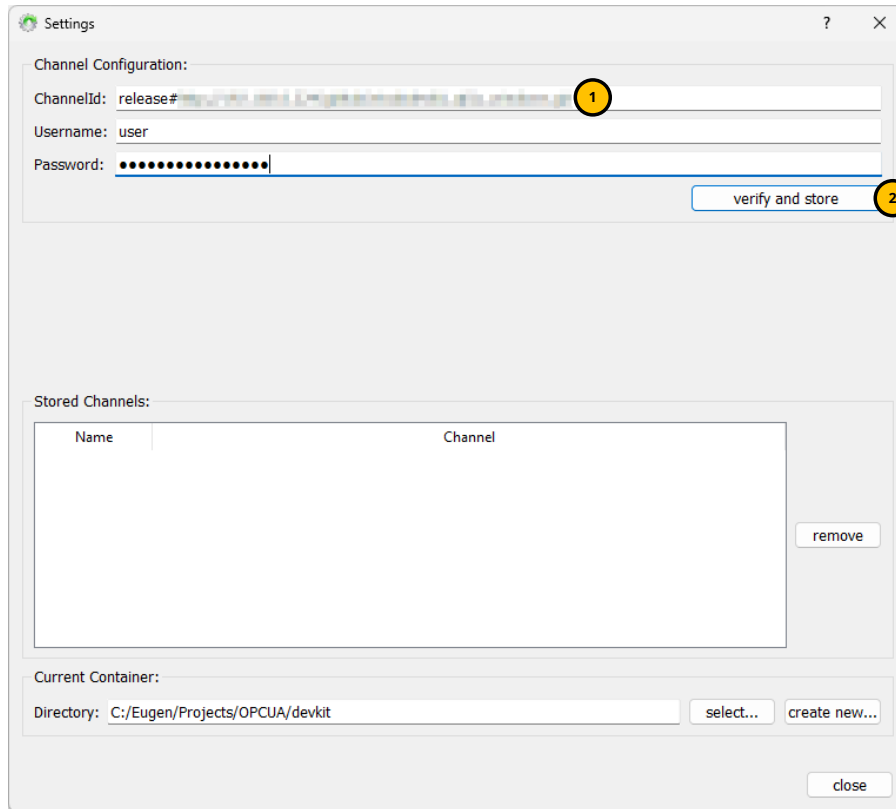 Settings ?
Channel Configuration:
ChannelId: release# 1
Username: user
Password: ●●●●●●●●●●●●●●●●
verify and store 2
Stored Channels:
Name Channel
remove
Current Container:
Directory: C:/Eugen/Projects/OPCUA/devkit select... create new...
close